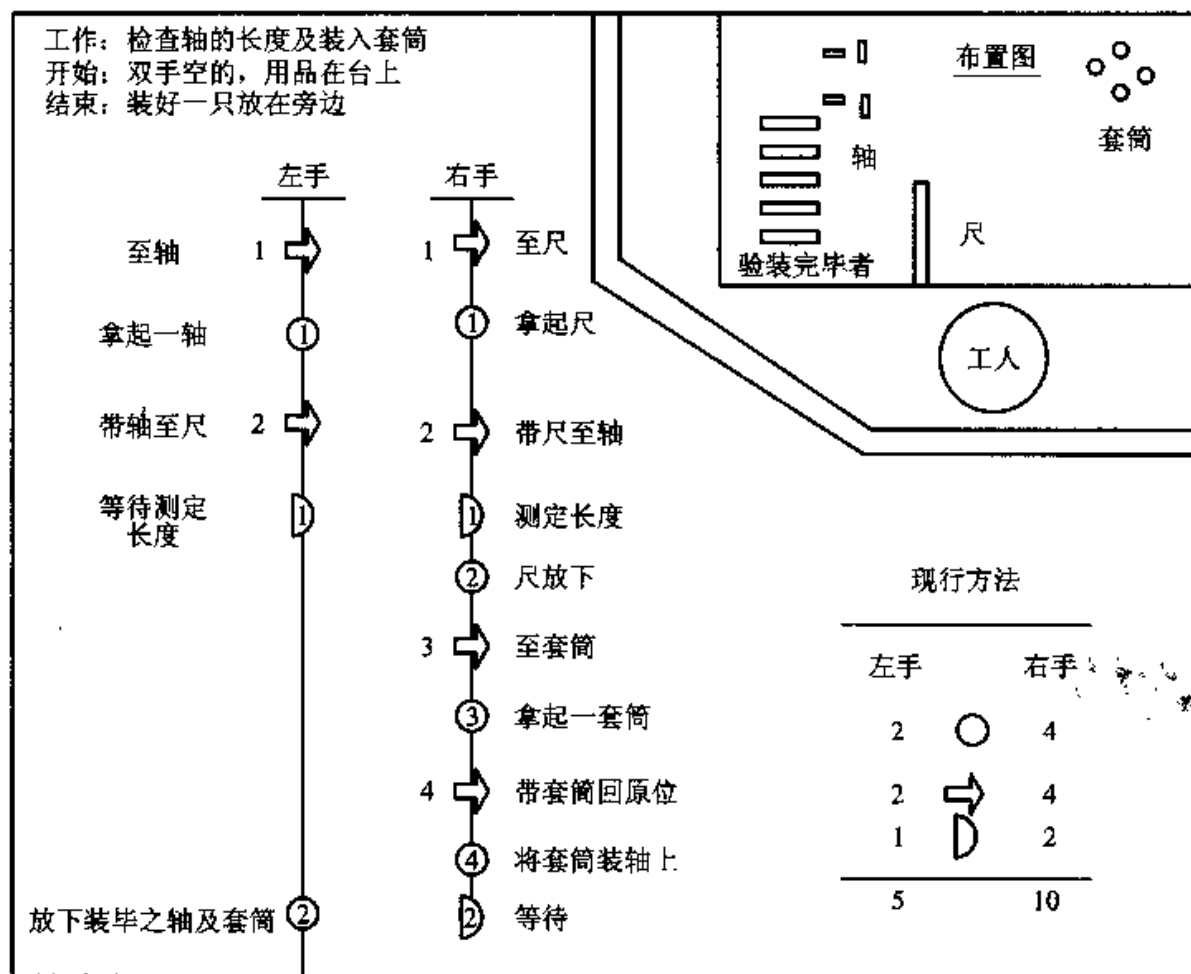 工作：检查轴的长度及装入套筒
开始：双手空的，用品在台上
结束：装好一只放在旁边
布置图
套筒
轴
尺
验装完毕者
工人
左手
右手
至轴 1
1 至尺
拿起一轴 ①
① 拿起尺
带轴至尺 2
2 带尺至轴
等待测定
长度
1
1 测定长度
② 尺放下
3 至套筒
③ 拿起一套筒
4 带套筒回原位
④ 将套筒装轴上
放下装毕之轴及套筒 ②
2 等待
现行方法
左手 右手
2 4
2 4
1 2
5 10